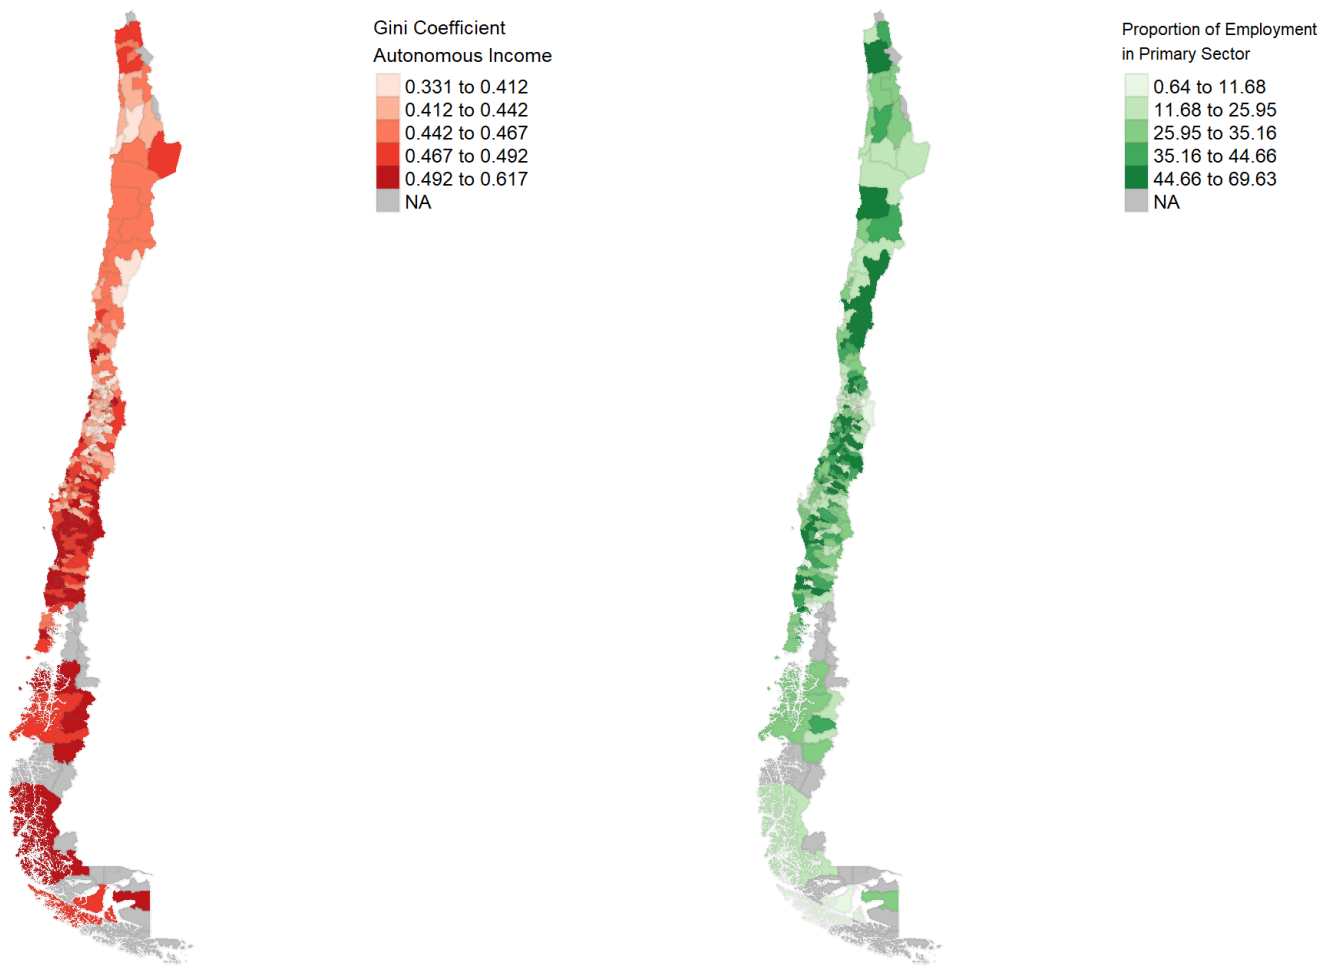 Gini Coefficient
Autonomous Income
0.331 to 0.412
0.412 to 0.442
0.442 to 0.467
0.467 to 0.492
0.492 to 0.617
NA
Proportion of Employment
in Primary Sector
0.64 to 11.68
11.68 to 25.95
25.95 to 35.16
35.16 to 44.66
44.66 to 69.63
NA